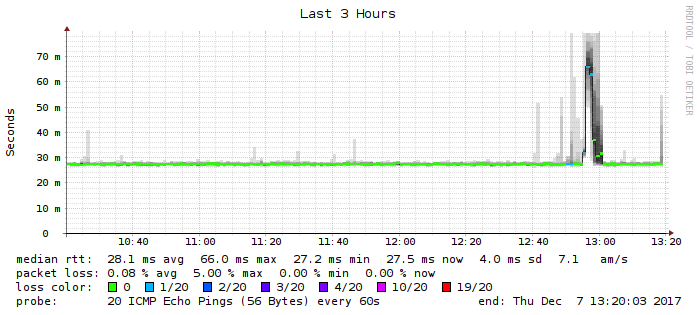 Last 3 Hours
RRDTOOL / TOBI OETIKER
Seconds
70 m
60 m
50 m
40 m
30 m
20 m
10 m
0
10:40 11:00 11:20 11:40 12:00 12:20 12:40 13:00 13:20
median rtt: 28.1 ms avg 66.0 ms max 27.2 ms min 27.5 ms now 4.0 ms sd 7.1 am/s
packet loss: 0.08 % avg 5.00 % max 0.00 % min 0.00 % now
loss color: 0 1/20 2/20 3/20 4/20 10/20 19/20
probe: 20 ICMP Echo Pings (56 Bytes) every 60s end: Thu Dec 7 13:20:03 2017